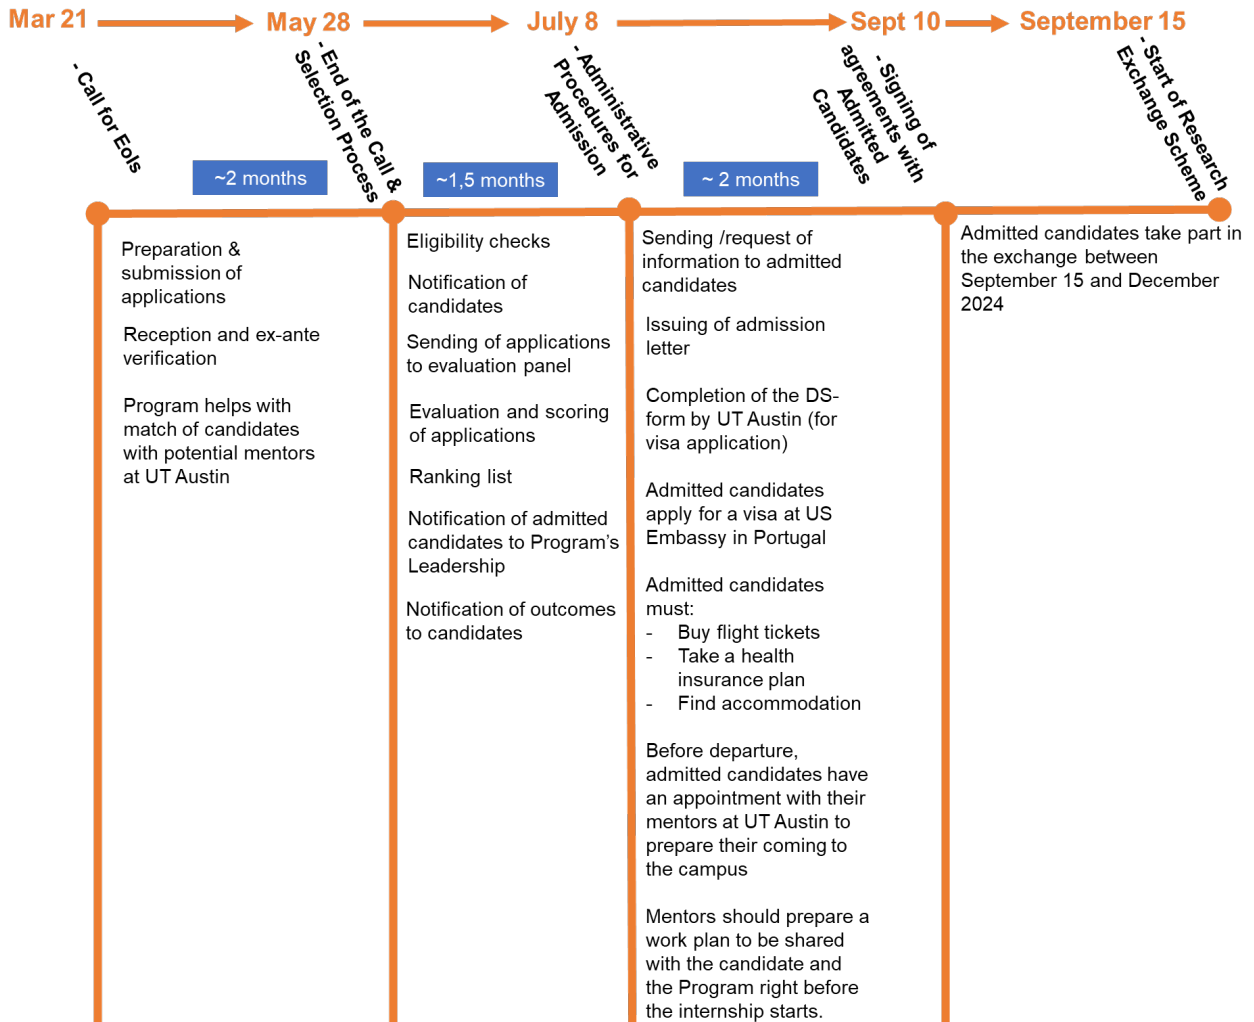 Mar 21
May 28
July 8
Sept 10
September 15
- Call for EoIs
- End of the Call &
Selection Process
- Administrative
Procedures for
Admission
- Signing of
agreements with
Admitted
Candidates
- Start of Research
Exchange Scheme
~2 months
~1,5 months
~ 2 months
Preparation &
submission of
applications
Reception and ex-ante
verification
Program helps with
match of candidates
with potential mentors
at UT Austin
Eligibility checks
Notification of
candidates
Sending of applications
to evaluation panel
Evaluation and scoring
of applications
Ranking list
Notification of admitted
candidates to Program's
Leadership
Notification of outcomes
to candidates
Sending /request of
information to admitted
candidates
Issuing of admission
letter
Completion of the DS-
form by UT Austin (for
visa application)
Admitted candidates
apply for a visa at US
Embassy in Portugal
Admitted candidates
must:
- Buy flight tickets
- Take a health
insurance plan
- Find accommodation
Before departure,
admitted candidates have
an appointment with their
mentors at UT Austin to
prepare their coming to
the campus
Mentors should prepare a
work plan to be shared
with the candidate and
the Program right before
the internship starts.
Admitted candidates take part in
the exchange between
September 15 and December
2024